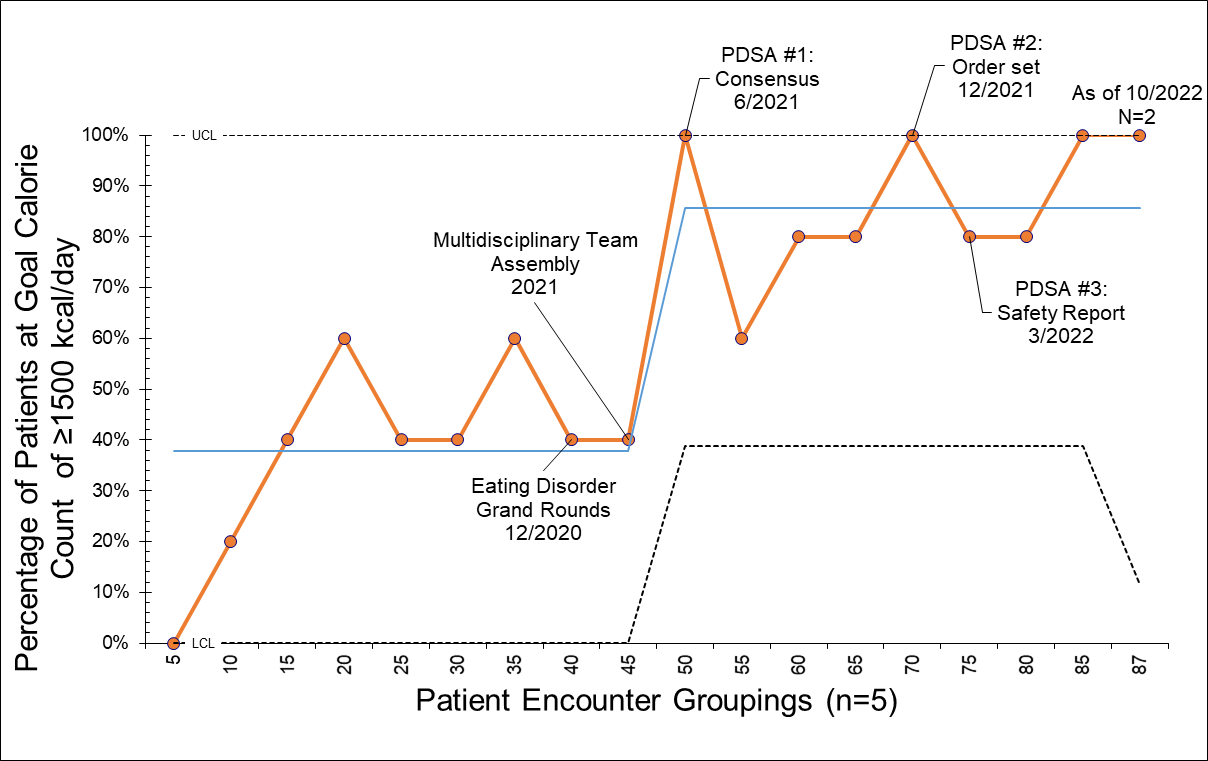 PDSA #1:
Consensus
6/2021
PDSA #2:
Order set
12/2021
As of 10/2022
N=2
UCL
Multidisciplinary Team
Assembly
2021
PDSA #3:
Safety Report
3/2022
Eating Disorder
Grand Rounds
12/2020
LCL
Percentage of Patients at Goal Calorie
Count of ≥1500 kcal/day
100%
90%
80%
70%
60%
50%
40%
30%
20%
10%
0%
5 10 15 20 25 30 35 40 45 50 55 60 65 70 75 80 85 87
Patient Encounter Groupings (n=5)